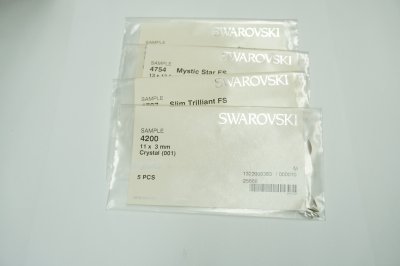 SWAROVSKI
SAMPLE
4754 Mystic Star FS
SWAROVSKI
SAMPLE
Slim Trilliant FS
SWAROVSKI
SAMPLE
4200
11 x 3 mm
Crystal (001)
5 PCS
M